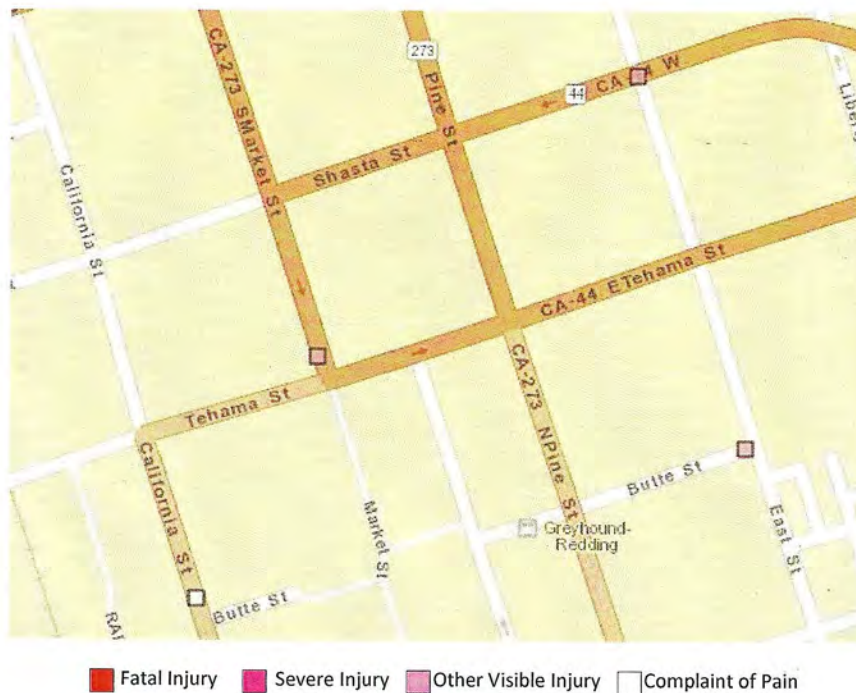 CA-273 SMarket St
273
Pine St
CA- W
44
Shasta St
California St
CA-44 ETehama St
Tehama St
CA-273 NPine St
California St
Market St
Butte St
Butte St
East St
Greyhound-
Redding
Fatal Injury Severe Injury Other Visible Injury Complaint of Pain